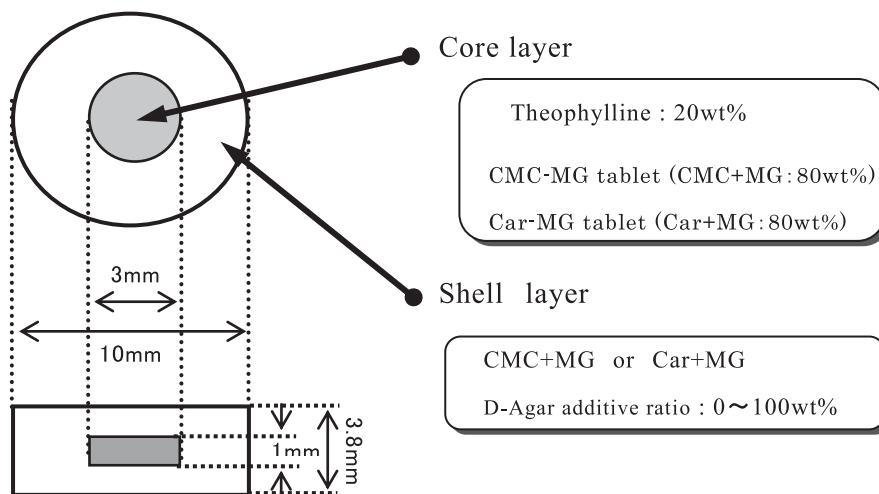 Core layer
Theophylline : 20wt%
CMC-MG tablet (CMC+MG: 80wt%)
Car-MG tablet (Car+MG: 80wt%)
3mm
Shell layer
10mm
CMC+MG or Car+MG
D-Agar additive ratio : 0～100wt%
1mm
3.8mm